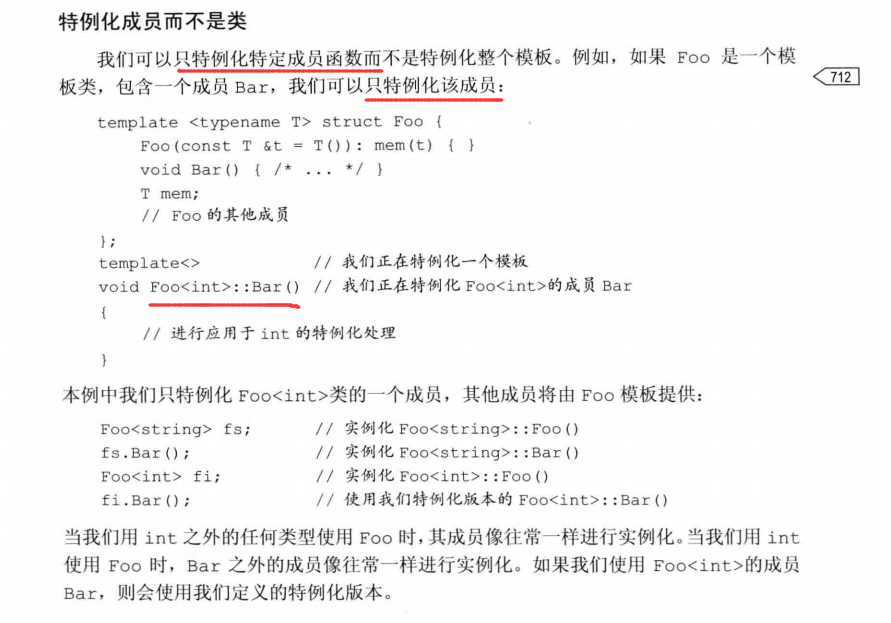 特例化成员而不是类
我们可以只特例化特定成员函数而不是特例化整个模板。例如，如果 Foo 是一个模
板类，包含一个成员 Bar，我们可以只特例化该成员：
712
template <typename T> struct Foo {
Foo(const T &t = T()): mem(t) { }
void Bar() { /* ... */ }
T mem;
// Foo 的其他成员
};
template<> // 我们正在特例化一个模板
void Foo<int>::Bar() // 我们正在特例化 Foo<int>的成员 Bar
{
// 进行应用于 int 的特例化处理
}
本例中我们只特例化 Foo<int>类的一个成员，其他成员将由 Foo 模板提供：
Foo<string> fs; // 实例化 Foo<string>::Foo()
fs.Bar(); // 实例化 Foo<string>::Bar()
Foo<int> fi; // 实例化 Foo<int>::Foo()
fi.Bar(); // 使用我们特例化版本的 Foo<int>::Bar()
当我们用 int 之外的任何类型使用 Foo 时，其成员像往常一样进行实例化。当我们用 int
使用 Foo 时，Bar 之外的成员像往常一样进行实例化。如果我们使用 Foo<int>的成员
Bar，则会使用我们定义的特例化版本。